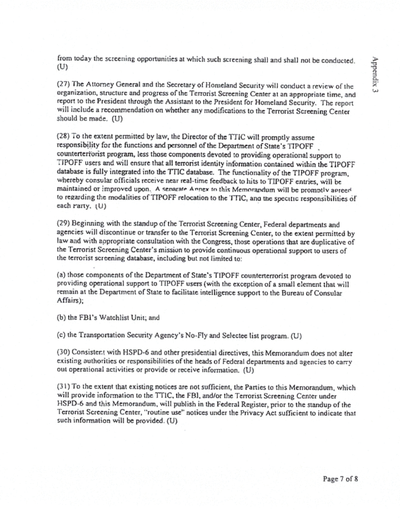 from today the screening opportunities at which such screening shall and shall not be conducted.
(U)
Appendix 3
(27) The Attorney General and the Secretary of Homeland Security will conduct a review of the
organization, structure and progress of the Terrorist Screening Center at an appropriate time, and
report to the President through the Assistant to the President for Homeland Security. The report
will include a recommendation on whether any modifications to the Terrorist Screening Center
should be made. (U)
(28) To the extent permitted by law, the Director of the TTIC will promptly assume
responsibility for the functions and personnel of the Department of State's TIPOFF
counterterrorist program, less those components devoted to providing operational support to
TIPOFF users and will ensure that all terrorist identity information contained within the TIPOFF
database is fully integrated into the TTIC database. The functionality of the TIPOFF program,
whereby consular officials receive near real-time feedback to hits to TIPOFF entries, will be
maintained or improved upon. A separate Annex to this Memorandum will be promptly agreed
to regarding the modalities of TIPOFF relocation to the TTIC, and the specific responsibilities of
each Party. (U)
(29) Beginning with the standup of the Terrorist Screening Center, Federal departments and
agencies will discontinue or transfer to the Terrorist Screening Center, to the extent permitted by
law and with appropriate consultation with the Congress, those operations that are duplicative of
the Terrorist Screening Center's mission to provide continuous operational support to users of
the terrorist screening database, including but not limited to:
(a) those components of the Department of State's TIPOFF counterterrorist program devoted to
providing operational support to TIPOFF users (with the exception of a small element that will
remain at the Department of State to facilitate intelligence support to the Bureau of Consular
Affairs);
(b) the FBI's Watchlist Unit; and
(c) the Transportation Security Agency's No-Fly and Selectee list program. (U)
(30) Consistent with HSPD-6 and other presidential directives, this Memorandum does not alter
existing authorities or responsibilities of the heads of Federal departments and agencies to carry
out operational activities or provide or receive information. (U)
(31) To the extent that existing notices are not sufficient, the Parties to this Memorandum, which
will provide information to the TTIC, the FBI, and/or the Terrorist Screening Center under
HSPD-6 and this Memorandum, will publish in the Federal Register, prior to the standup of the
Terrorist Screening Center, "routine use" notices under the Privacy Act sufficient to indicate that
such information will be provided. (U)
Page 7 of 8